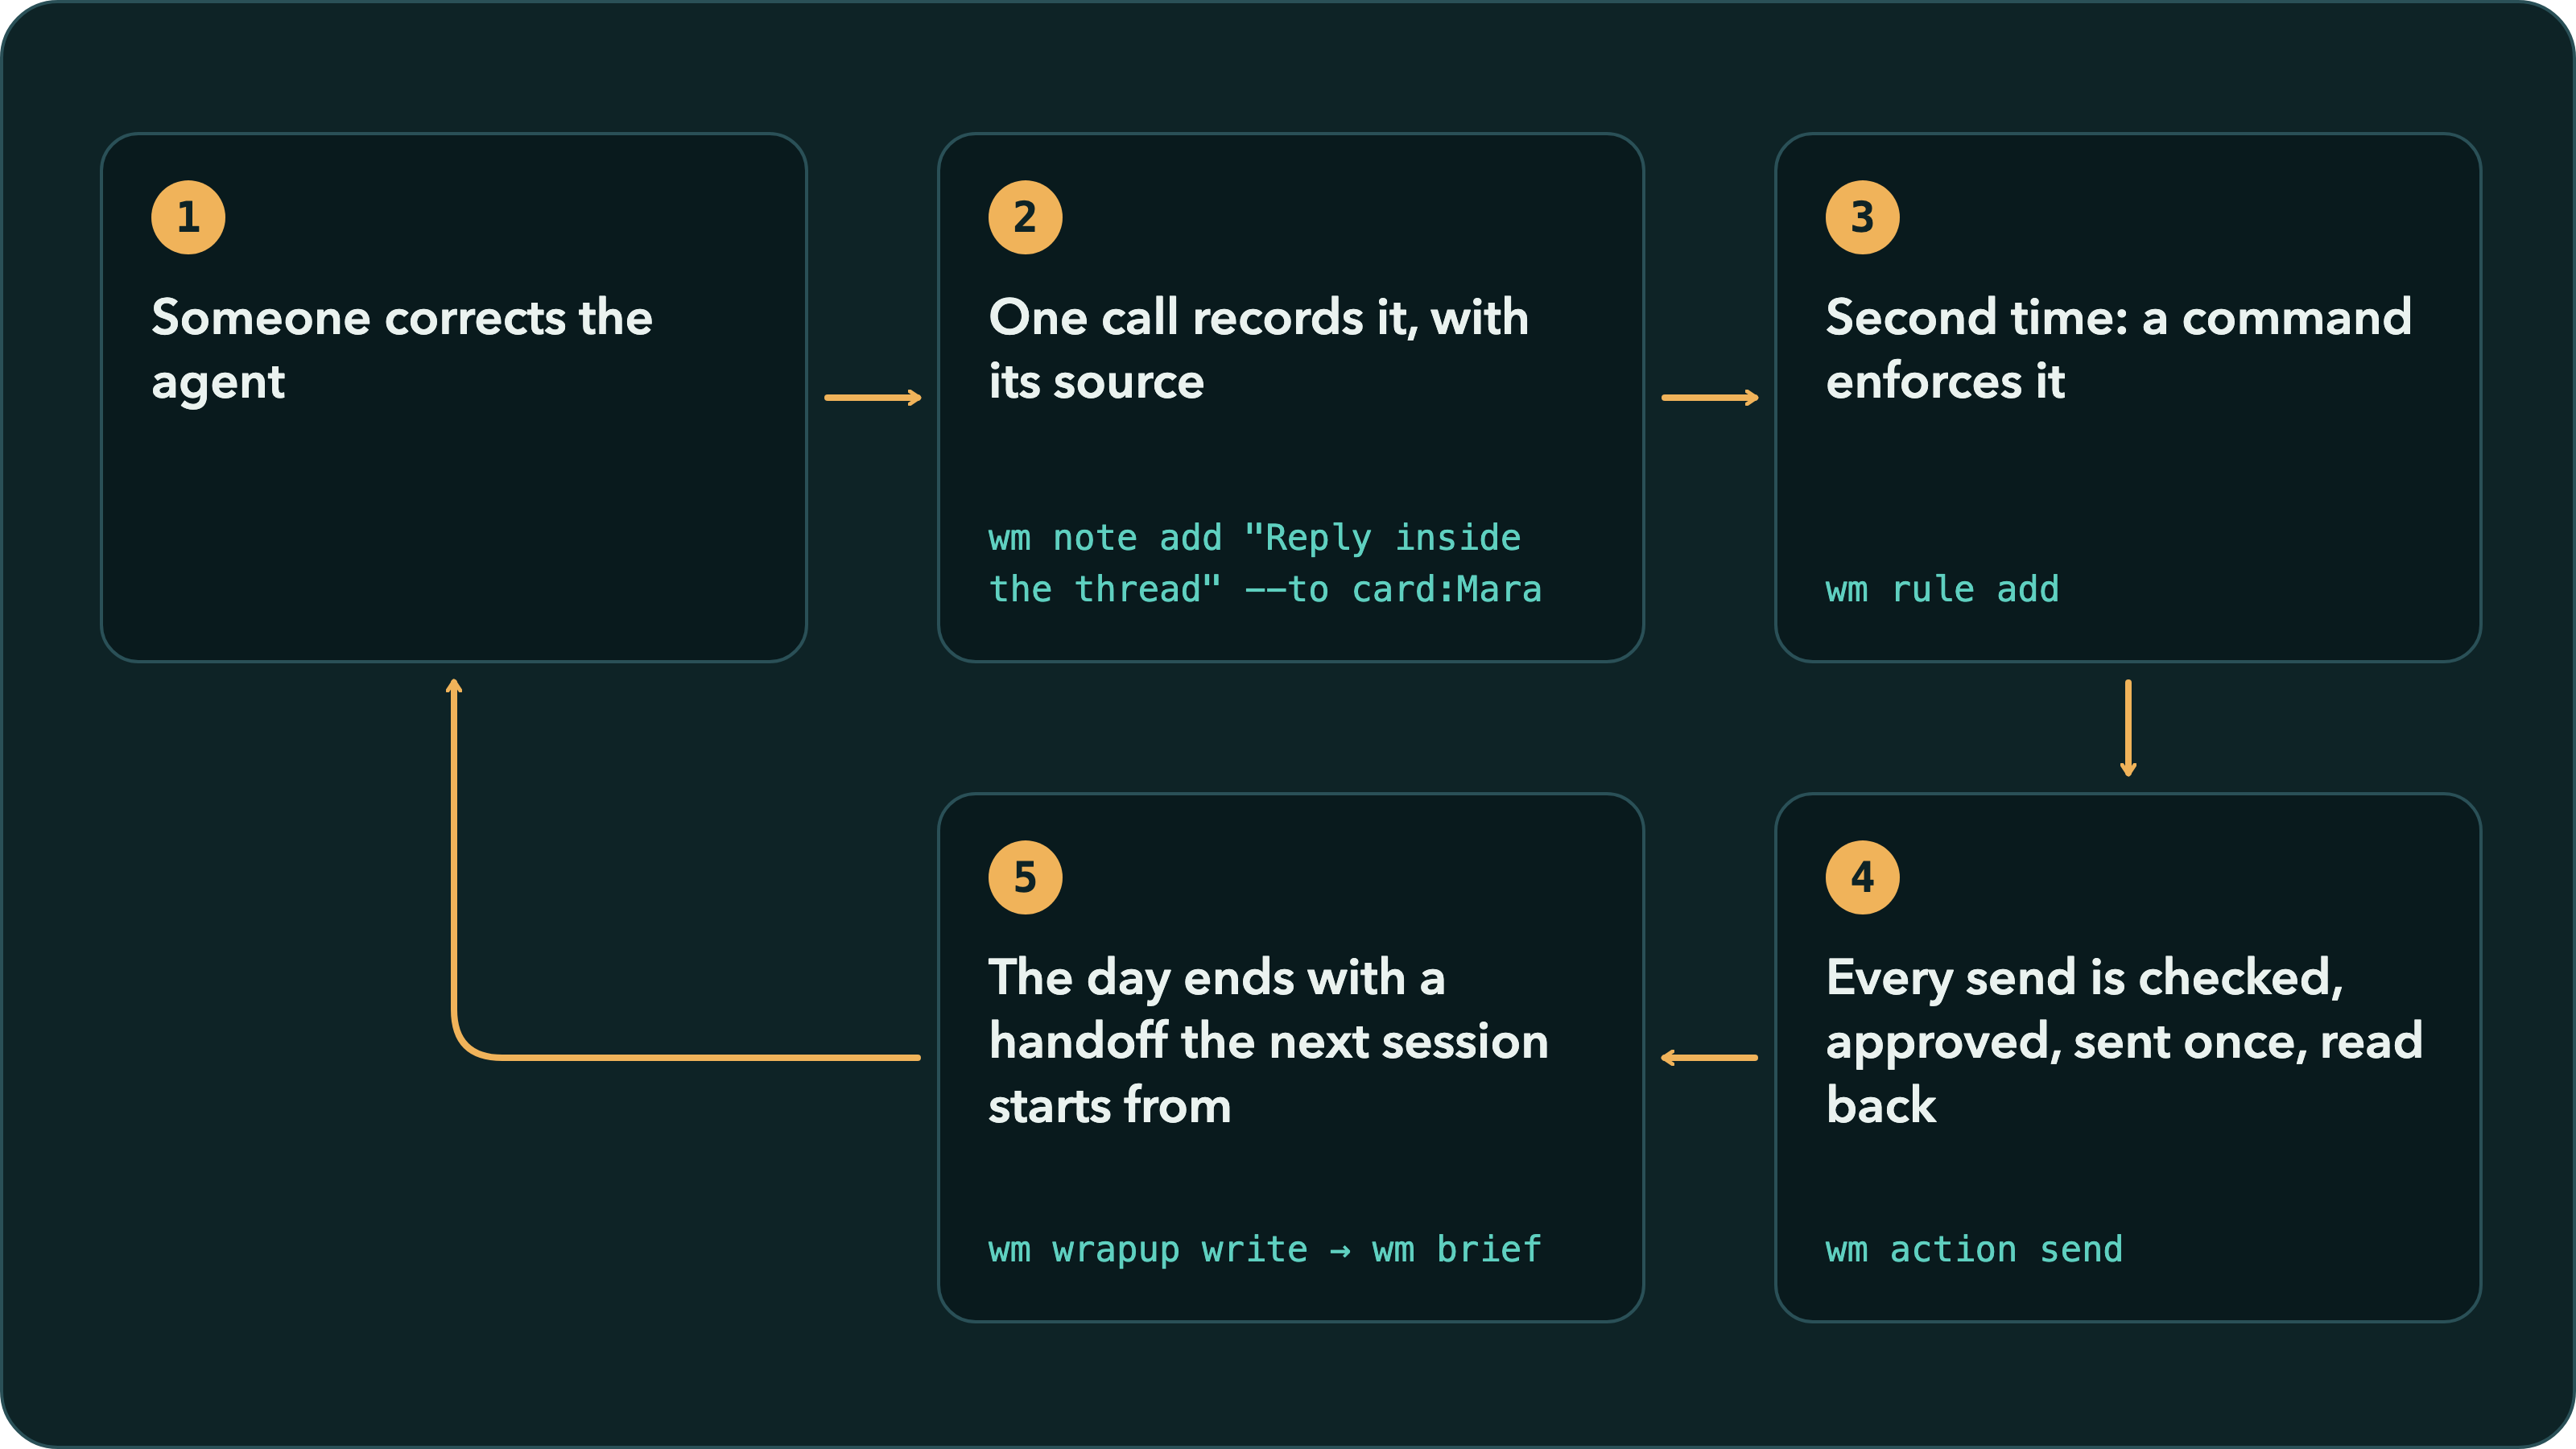 1
Someone corrects the
agent
2
One call records it, with
its source
wm note add "Reply inside
the thread" --to card:Mara
3
Second time: a command
enforces it
wm rule add
4
Every send is checked,
approved, sent once, read
back
wm action send
5
The day ends with a
handoff the next session
starts from
wm wrapup write → wm brief